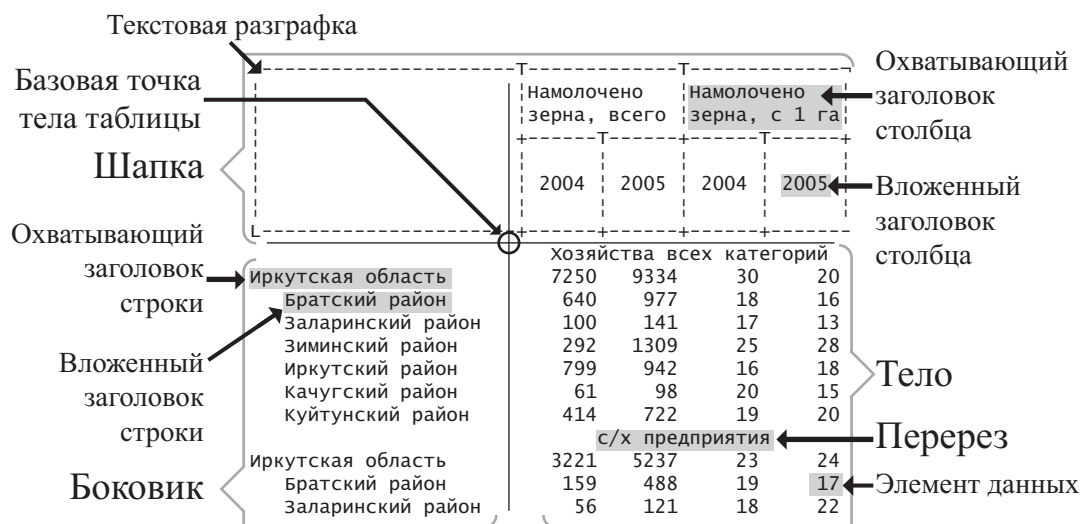 Текстовая разграфка
Базовая точка
тела таблицы
Шапка
Охватывающий
заголовок
строки
Вложенный
заголовок
строки
Боковик
Намолочено
зерна, всего
Намолочено
зерна, с 1 га
2004 2005 2004 2005
Охватывающий
заголовок
столбца
Вложенный
заголовок
столбца
Хозяйства всех категорий
Иркутская область 7250 9334 30 20
Братский район 640 977 18 16
Заларинский район 100 141 17 13
Зиминский район 292 1309 25 28
Иркутский район 799 942 16 18
Качугский район 61 98 20 15
Куйтунский район 414 722 19 20
с/х предприятия
Иркутская область 3221 5237 23 24
Братский район 159 488 19 17
Заларинский район 56 121 18 22
Тело
Перерез
Элемент данных